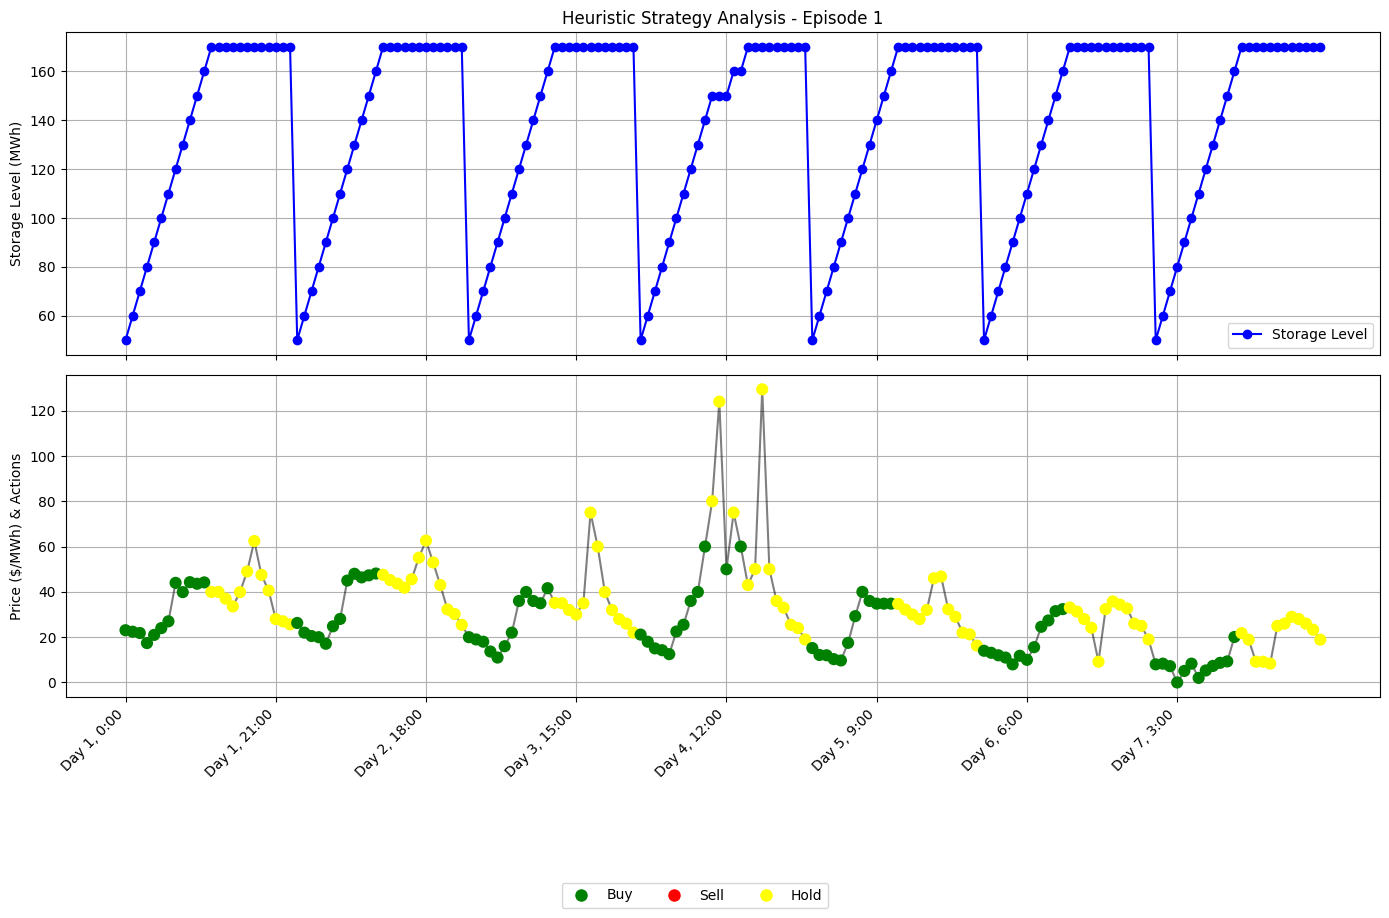 Heuristic Strategy Analysis - Episode 1
Storage Level (MWh)
160
140
120
100
80
60
Storage Level
Price ($/MWh) & Actions
120
100
80
60
40
20
0
Day 1, 0:00
Day 1, 21:00
Day 2, 18:00
Day 3, 15:00
Day 4, 12:00
Day 5, 9:00
Day 6, 6:00
Day 7, 3:00
Buy Sell Hold